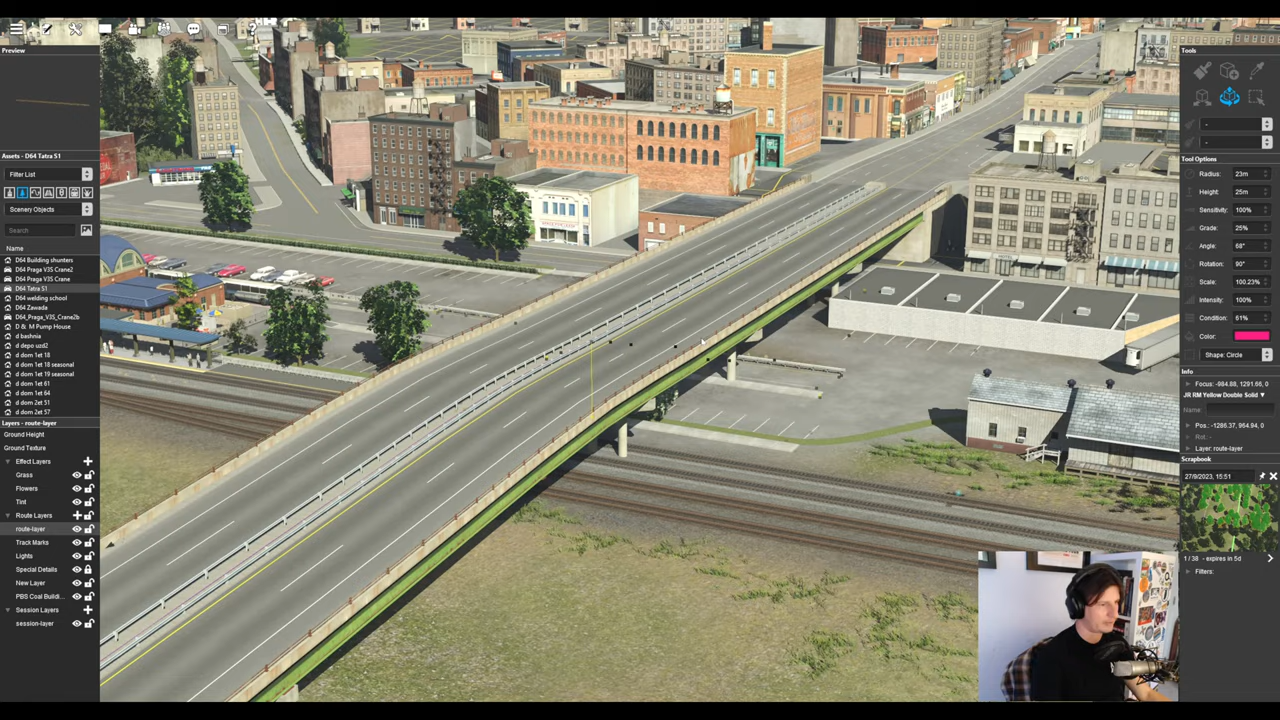 Preview
Assets - D64 Tatra S1
Filter List
Scenery Objects
Search
Name
D64 Building shunters
D64 Praga V3S Crane2
D64 Praga V3S Crane
D64 Tatra S1
D64 welding school
D64 Zawada
D64_Praga_V3S_Crane2b
D & M Pump House
d bashnia
d depo uzd2
d dom 1et 18
d dom 1et 18 seasonal
d dom 1et 19 seasonal
d dom 1et 61
d dom 1et 64
d dom 2et 51
d dom 2et 57
Layers - route-layer
Ground Height
Ground Texture
Effect Layers
Grass
Flowers
Tint
Route Layers
route-layer
Track Marks
Lights
Special Details
New Layer
PBS Coal Buildi...
Session Layers
session-layer
Tools
-
-
Tool Options
Radius: 23m
Height: 25m
Sensitivity: 100%
Grade: 25%
Angle: 68°
Rotation: 90°
Scale: 100.23%
Intensity: 100%
Condition: 61%
Color:
Shape: Circle
Info
Focus: -984.88, 1291.66, 0
JR RM Yellow Double Solid
Name:
Pos.: -1286.37, 964.94, 0
Rot.: -
Layer: route-layer
Scrapbook
27/9/2023, 15:51
1 / 38 - expires in 5d
Filters: